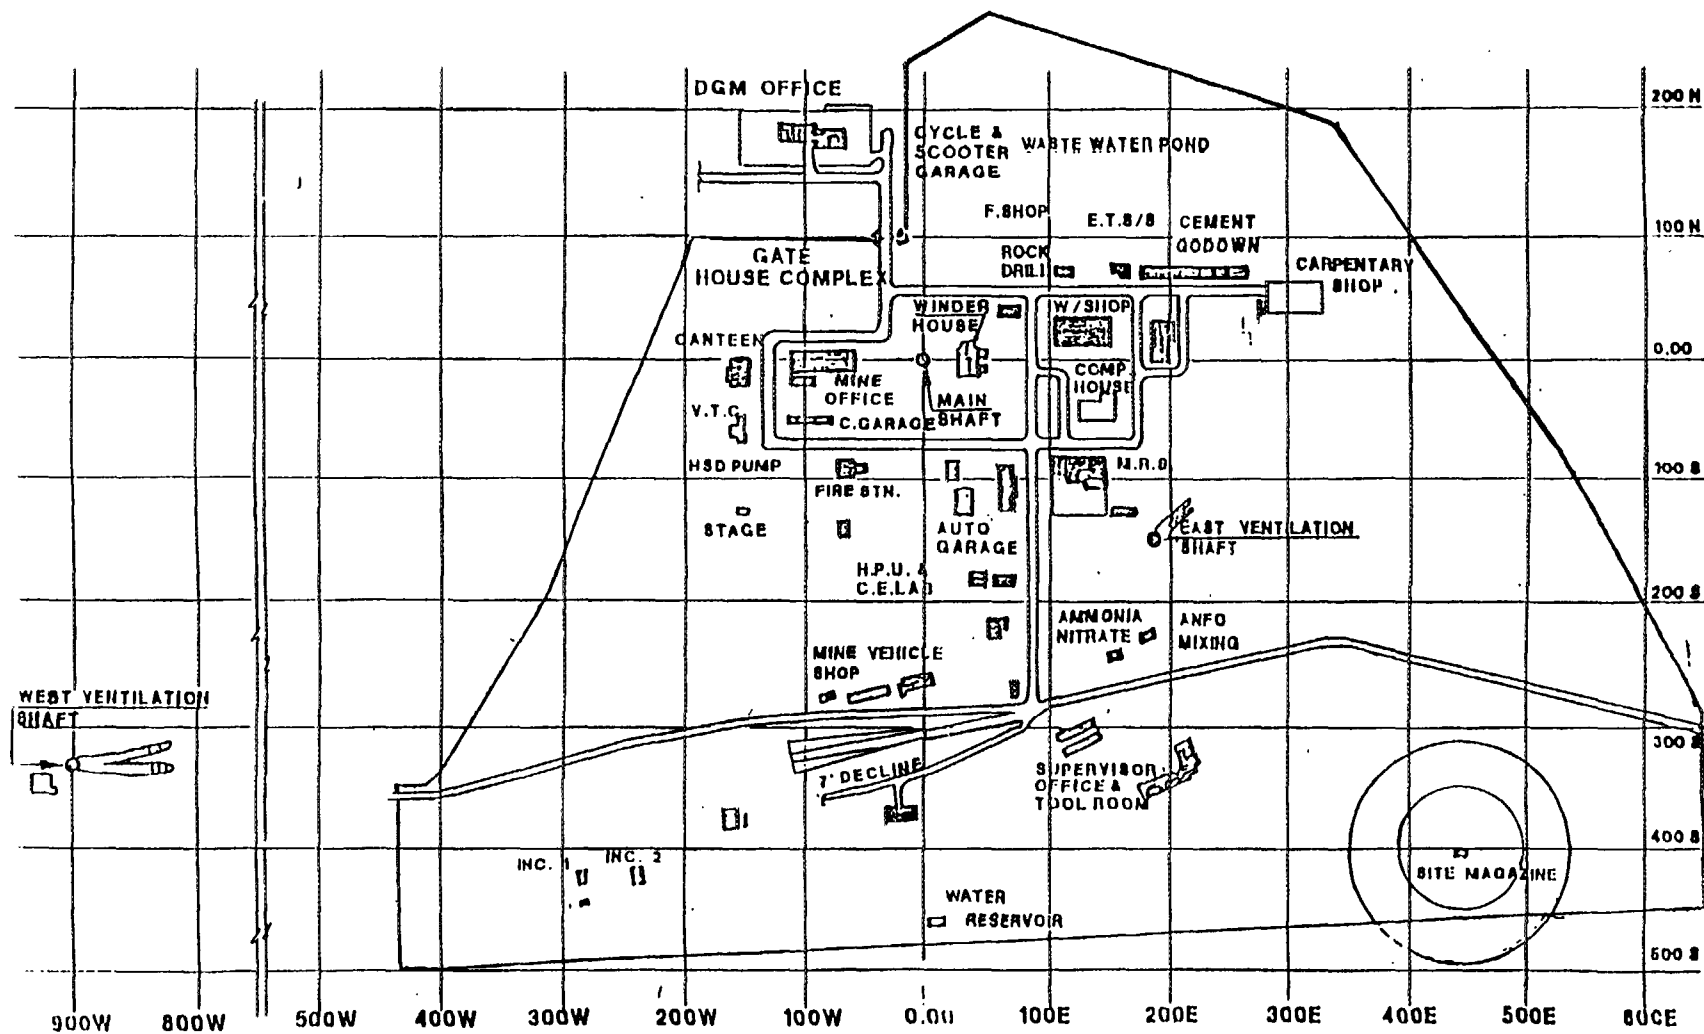 DGM OFFICE
200 N
CYCLE &
SCOOTER
GARAGE
WASTE WATER POND
F.SHOP
E.T.S/S
CEMENT
GODOWN
100 N
GATE
HOUSE COMPLEX
ROCK
DRILL
CARPENTARY
SHOP
WINDER
HOUSE
W/SHOP
CANTEEN
0.00
MINE
OFFICE
COMP.
HOUSE
MAIN
SHAFT
V.T.C
C.GARAGE
HSD PUMP
M.R.D
100 S
FIRE STN.
STAGE
AUTO
GARAGE
EAST VENTILATION
SHAFT
H.P.U. &
C.E.LAB
200 S
AMMONIA
NITRATE
ANFO
MIXING
MINE VEHICLE
SHOP
WEST VENTILATION
SHAFT
300 S
7° DECLINE
SUPERVISOR
OFFICE &
TOOL ROOM
400 S
INC. 1
INC. 2
SITE MAGAZINE
WATER
RESERVOIR
500 S
900W 800W 500W 400W 300W 200W 100W 0.00 100E 200E 300E 400E 500E 600E